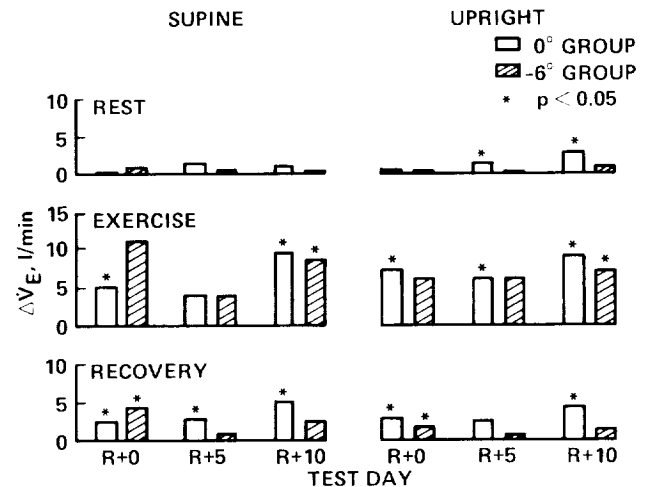 SUPINE UPRIGHT
0° GROUP
-6° GROUP
* p < 0.05
10
5
0
REST
* *
15
10
5
0
EXERCISE
* * * * * * *
ΔV̇E, l/min
10
5
0
RECOVERY
* * * * * * *
R+0 R+5 R+10 R+0 R+5 R+10
TEST DAY